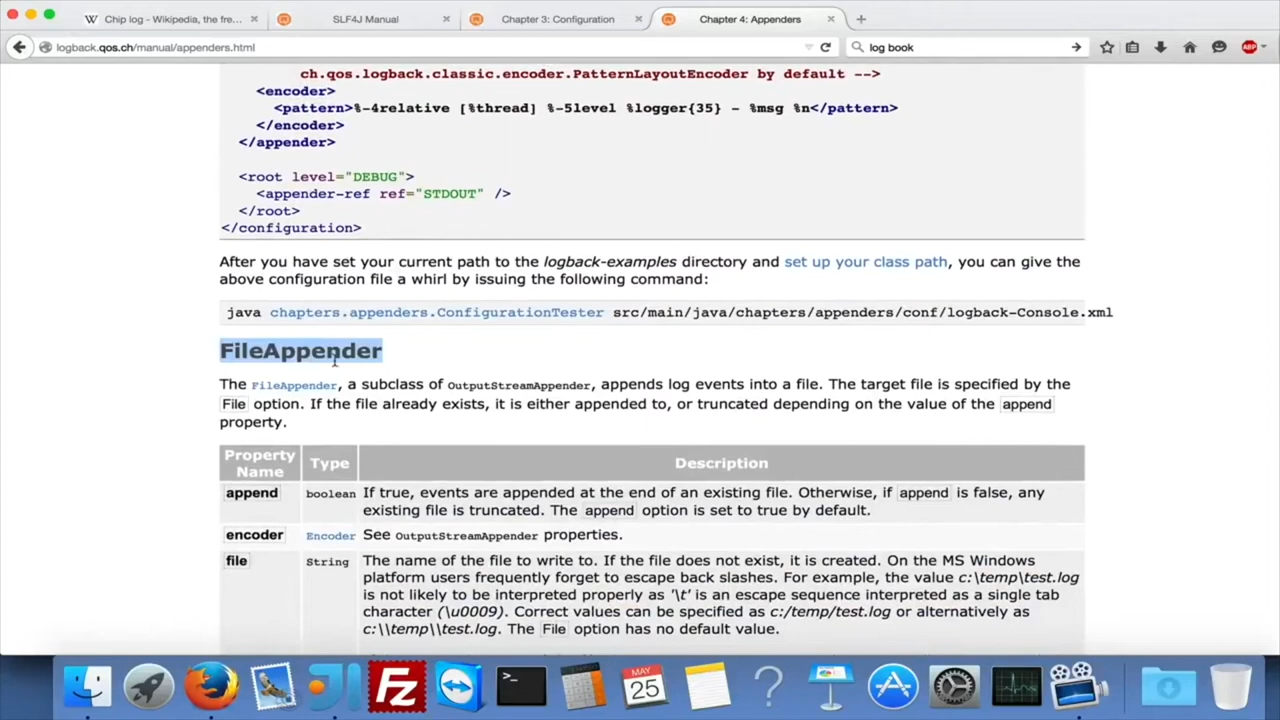 Chip log - Wikipedia, the fre...
SLF4J Manual
Chapter 3: Configuration
Chapter 4: Appenders
logback.qos.ch/manual/appenders.html
log book
ABP
ch.qos.logback.classic.encoder.PatternLayoutEncoder by default -->
<encoder>
<pattern>%-4relative [%thread] %-5level %logger{35} - %msg %n</pattern>
</encoder>
</appender>
<root level="DEBUG">
<appender-ref ref="STDOUT" />
</root>
</configuration>
After you have set your current path to the logback-examples directory and set up your class path, you can give the
above configuration file a whirl by issuing the following command:
java chapters.appenders.ConfigurationTester src/main/java/chapters/appenders/conf/logback-Console.xml
FileAppender
The FileAppender, a subclass of OutputStreamAppender, appends log events into a file. The target file is specified by the
File option. If the file already exists, it is either appended to, or truncated depending on the value of the append
property.
Property Name Type Description
append boolean If true, events are appended at the end of an existing file. Otherwise, if append is false, any
existing file is truncated. The append option is set to true by default.
encoder Encoder See OutputStreamAppender properties.
file String The name of the file to write to. If the file does not exist, it is created. On the MS Windows
platform users frequently forget to escape back slashes. For example, the value c:\temp\test.log
is not likely to be interpreted properly as '\t' is an escape sequence interpreted as a single tab
character (\u0009). Correct values can be specified as c:/temp/test.log or alternatively as
c:\\temp\\test.log. The File option has no default value.
Fz
>_
MAY
25
?